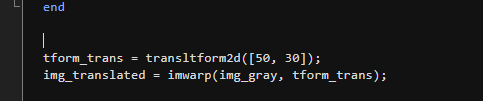 end
tform_trans = transltform2d([50, 30]);
img_translated = imwarp(img_gray, tform_trans);